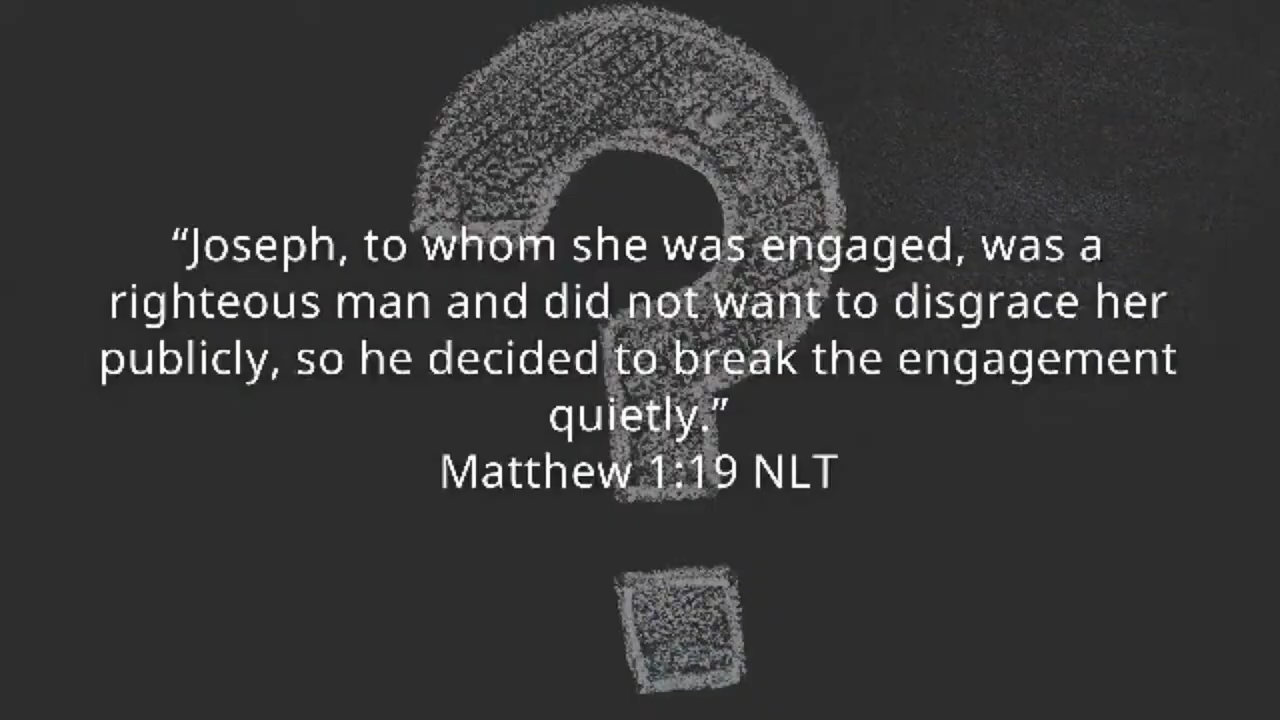 “Joseph, to whom she was engaged, was a
righteous man and did not want to disgrace her
publicly, so he decided to break the engagement
quietly.”
Matthew 1:19 NLT